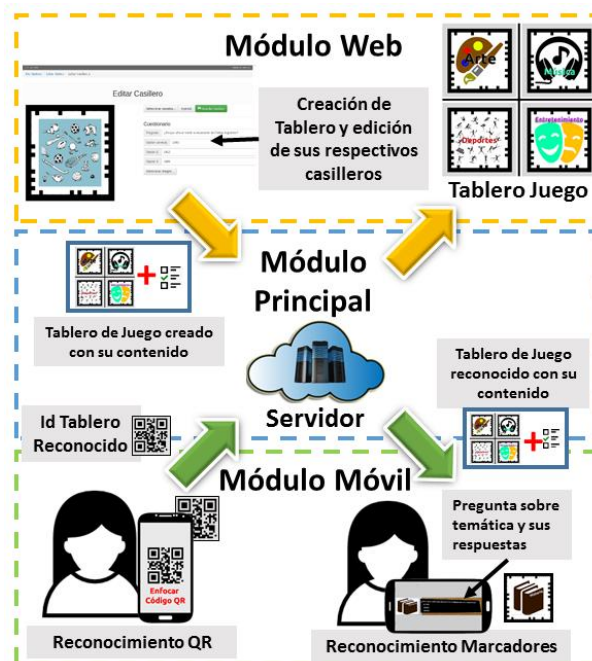 Módulo Web
Editar Casillero
Cuestionario
Creación de
Tablero y edición
de sus respectivos
casilleros
Arte
Música
Deportes
Entretenimiento
Tablero Juego
Módulo
Principal
Servidor
Tablero de Juego creado
con su contenido
Tablero de Juego
reconocido con su
contenido
Id Tablero
Reconocido
Módulo Móvil
Enfocar
Código QR
Reconocimiento QR
Pregunta sobre
temática y sus
respuestas
Reconocimiento Marcadores